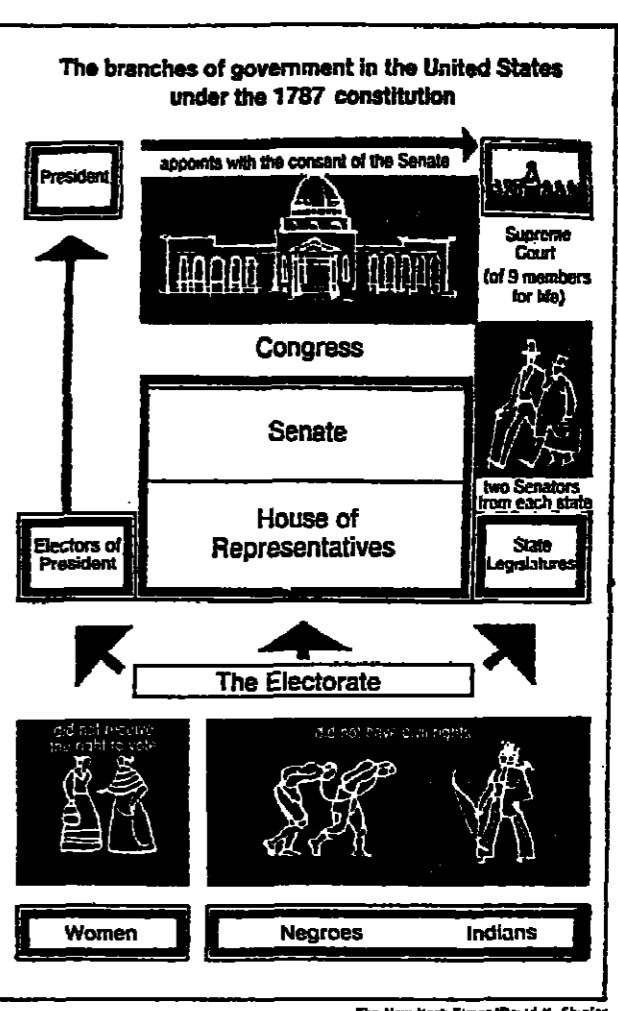 The branches of government in the United States
under the 1787 constitution
President
appoints with the consent of the Senate
Supreme
Court
(of 9 members
for life)
Congress
Senate
House of
Representatives
two Senators
from each state
Electors of
President
State
Legislatures
The Electorate
did not receive
the right to vote
did not have civil rights
Women
Negroes
Indians
The New York Times/David K. Shipler